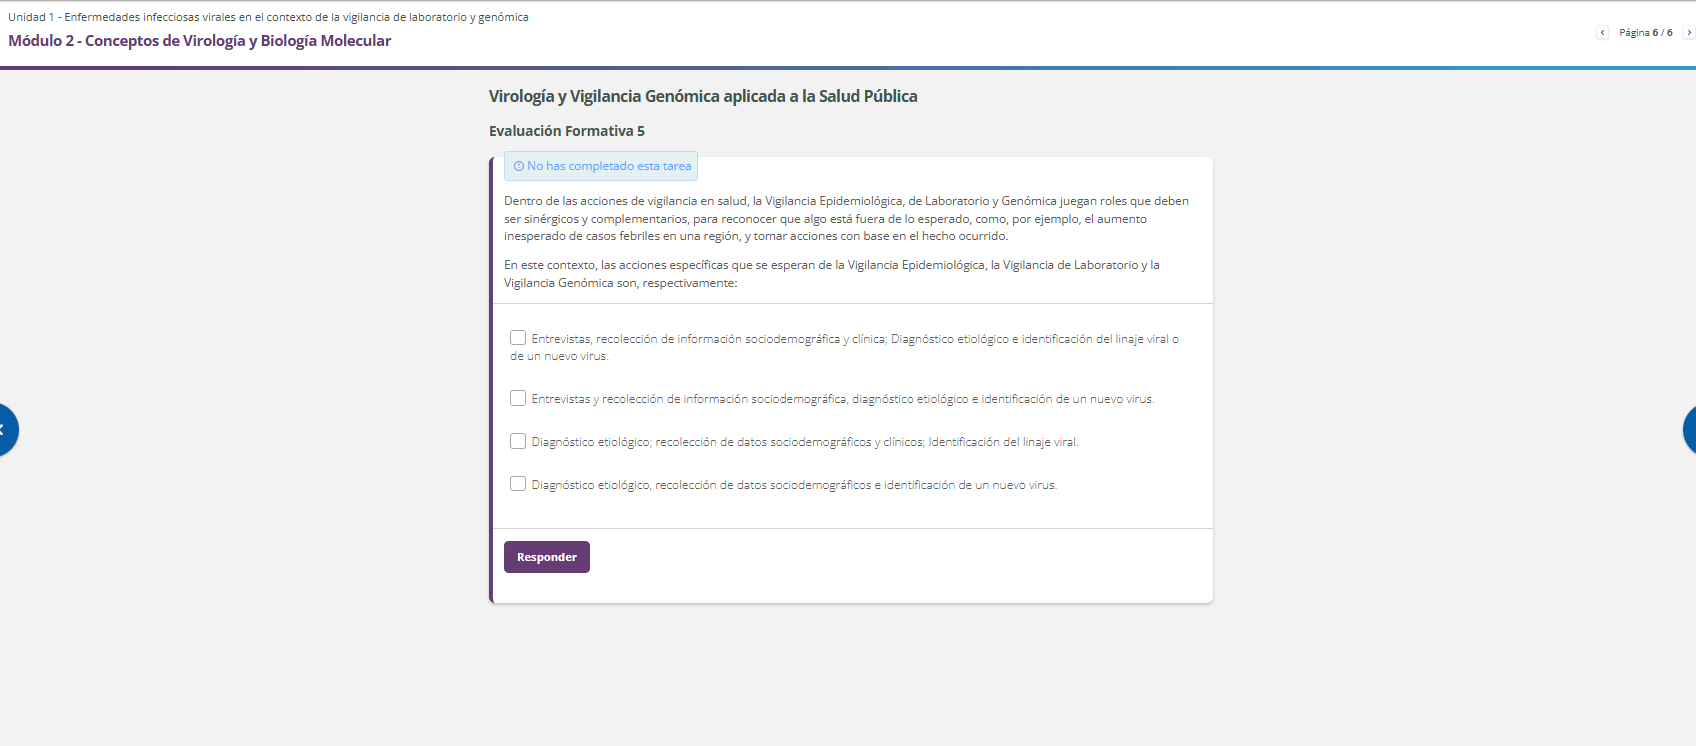 Unidad 1 - Enfermedades infecciosas virales en el contexto de la vigilancia de laboratorio y genómica
Módulo 2 - Conceptos de Virología y Biología Molecular
Página 6 / 6
Virología y Vigilancia Genómica aplicada a la Salud Pública
Evaluación Formativa 5
No has completado esta tarea
Dentro de las acciones de vigilancia en salud, la Vigilancia Epidemiológica, de Laboratorio y Genómica juegan roles que deben
ser sinérgicos y complementarios, para reconocer que algo está fuera de lo esperado, como, por ejemplo, el aumento
inesperado de casos febriles en una región, y tomar acciones con base en el hecho ocurrido.
En este contexto, las acciones específicas que se esperan de la Vigilancia Epidemiológica, la Vigilancia de Laboratorio y la
Vigilancia Genómica son, respectivamente:
Entrevistas, recolección de información sociodemográfica y clínica; Diagnóstico etiológico e identificación del linaje viral o
de un nuevo virus.
Entrevistas y recolección de información sociodemográfica, diagnóstico etiológico e identificación de un nuevo virus.
Diagnóstico etiológico; recolección de datos sociodemográficos y clínicos; Identificación del linaje viral.
Diagnóstico etiológico, recolección de datos sociodemográficos e identificación de un nuevo virus.
Responder